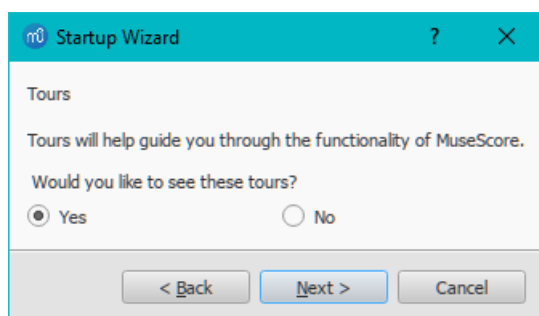 Startup Wizard ?
Tours
Tours will help guide you through the functionality of MuseScore.
Would you like to see these tours?
Yes No
< Back Next > Cancel